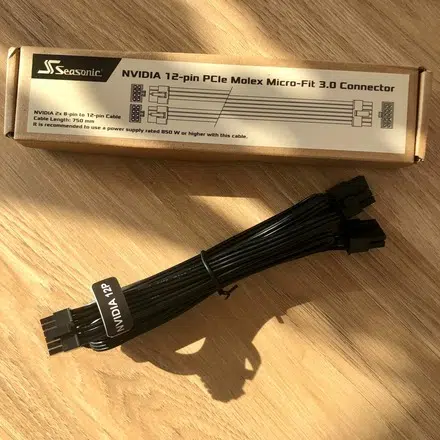 Seasonic
NVIDIA 12-pin PCIe Molex Micro-Fit 3.0 Connector
NVIDIA 2x 8-pin to 12-pin Cable
Cable Length: 750 mm
It is recommended to use a power supply rated 850 W or higher with this cable.
NVIDIA 12P